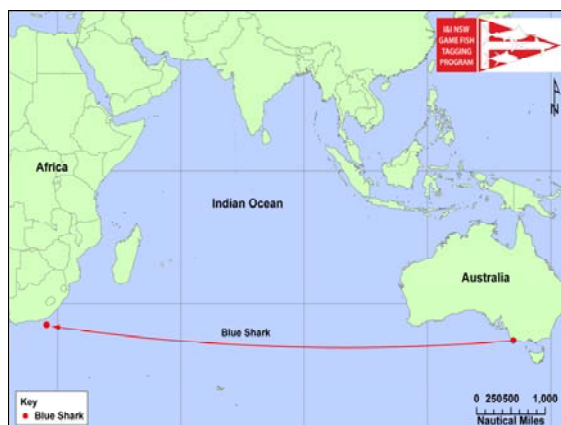 I&I NSW
GAME FISH
TAGGING
PROGRAM
N
Africa
Indian Ocean
Australia
Blue Shark
Key
Blue Shark
0 250500 1,000
Nautical Miles